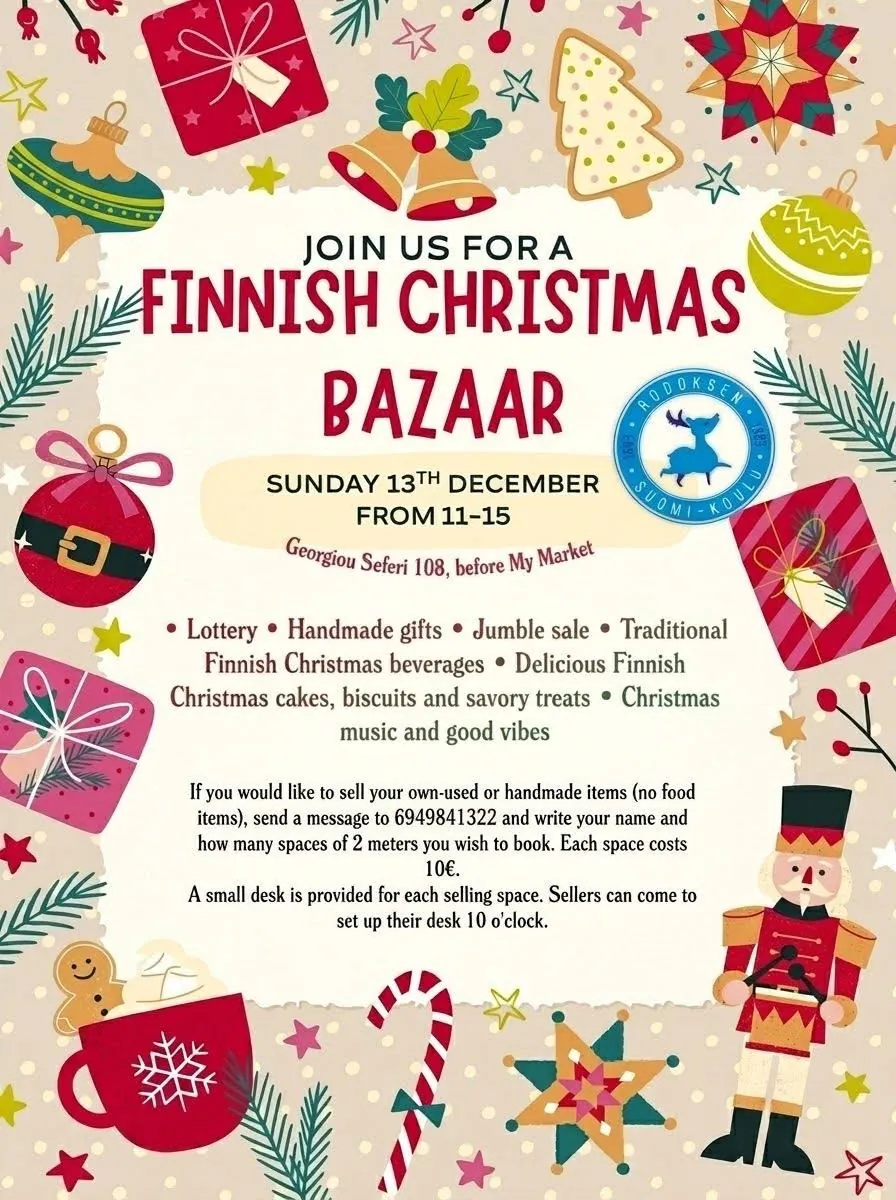 JOIN US FOR A
FINNISH CHRISTMAS
BAZAAR
RODOKSEN
SUOMI-KOULU
SUNDAY 13TH DECEMBER
FROM 11-15
Georgiou Seferi 108, before My Market
• Lottery • Handmade gifts • Jumble sale • Traditional
Finnish Christmas beverages • Delicious Finnish
Christmas cakes, biscuits and savory treats • Christmas
music and good vibes
If you would like to sell your own-used or handmade items (no food
items), send a message to 6949841322 and write your name and
how many spaces of 2 meters you wish to book. Each space costs
10€.
A small desk is provided for each selling space. Sellers can come to
set up their desk 10 o'clock.